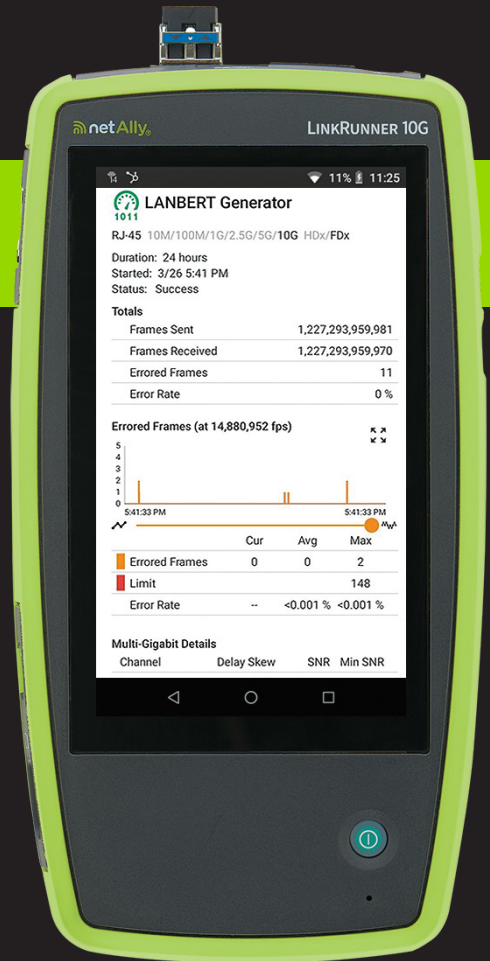 netAlly
LINKRUNNER 10G
14 11% 11:25
1011
LANBERT Generator
RJ-45 10M/100M/1G/2.5G/5G/10G HDx/FDx
Duration: 24 hours
Started: 3/26 5:41 PM
Status: Success
Totals
Frames Sent 1,227,293,959,981
Frames Received 1,227,293,959,970
Errored Frames 11
Error Rate 0 %
Errored Frames (at 14,880,952 fps)
5
4
3
2
1
0
5:41:33 PM 5:41:33 PM
Cur Avg Max
Errored Frames 0 0 2
Limit 148
Error Rate -- <0.001 % <0.001 %
Multi-Gigabit Details
Channel Delay Skew SNR Min SNR